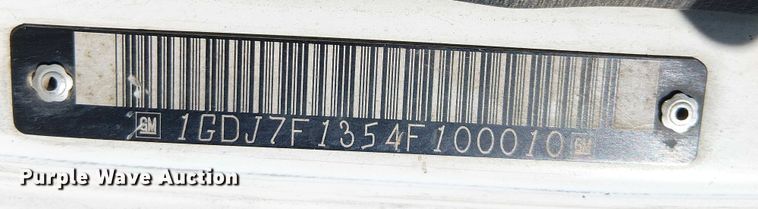 GM 1GDJ7F1354F100010 GM
Purple Wave Auction